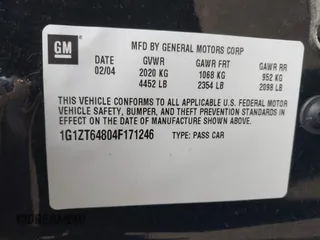 GM
MFD BY GENERAL MOTORS CORP
DATE GVWR GAWR FRT GAWR RR
02/04 2020 KG 1068 KG 952 KG
4452 LB 2354 LB 2098 LB
THIS VEHICLE CONFORMS TO ALL APPLICABLE U.S. FEDERAL MOTOR
VEHICLE SAFETY, BUMPER, AND THEFT PREVENTION STANDARDS IN
EFFECT ON THE DATE OF MANUFACTURE SHOWN ABOVE.
1G1ZT64804F171246 TYPE: PASS CAR